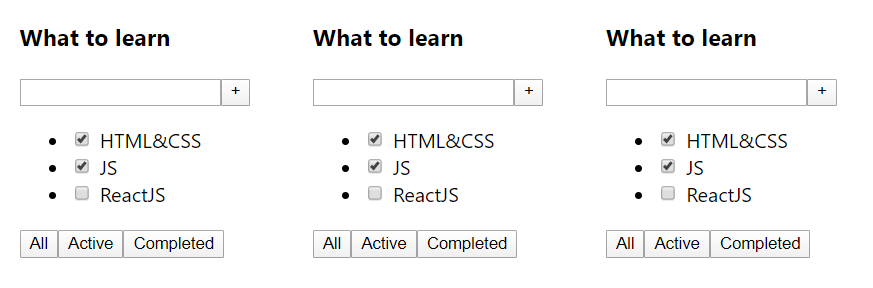 What to learn
+
HTML&CSS
JS
ReactJS
All Active Completed
What to learn
+
HTML&CSS
JS
ReactJS
All Active Completed
What to learn
+
HTML&CSS
JS
ReactJS
All Active Completed